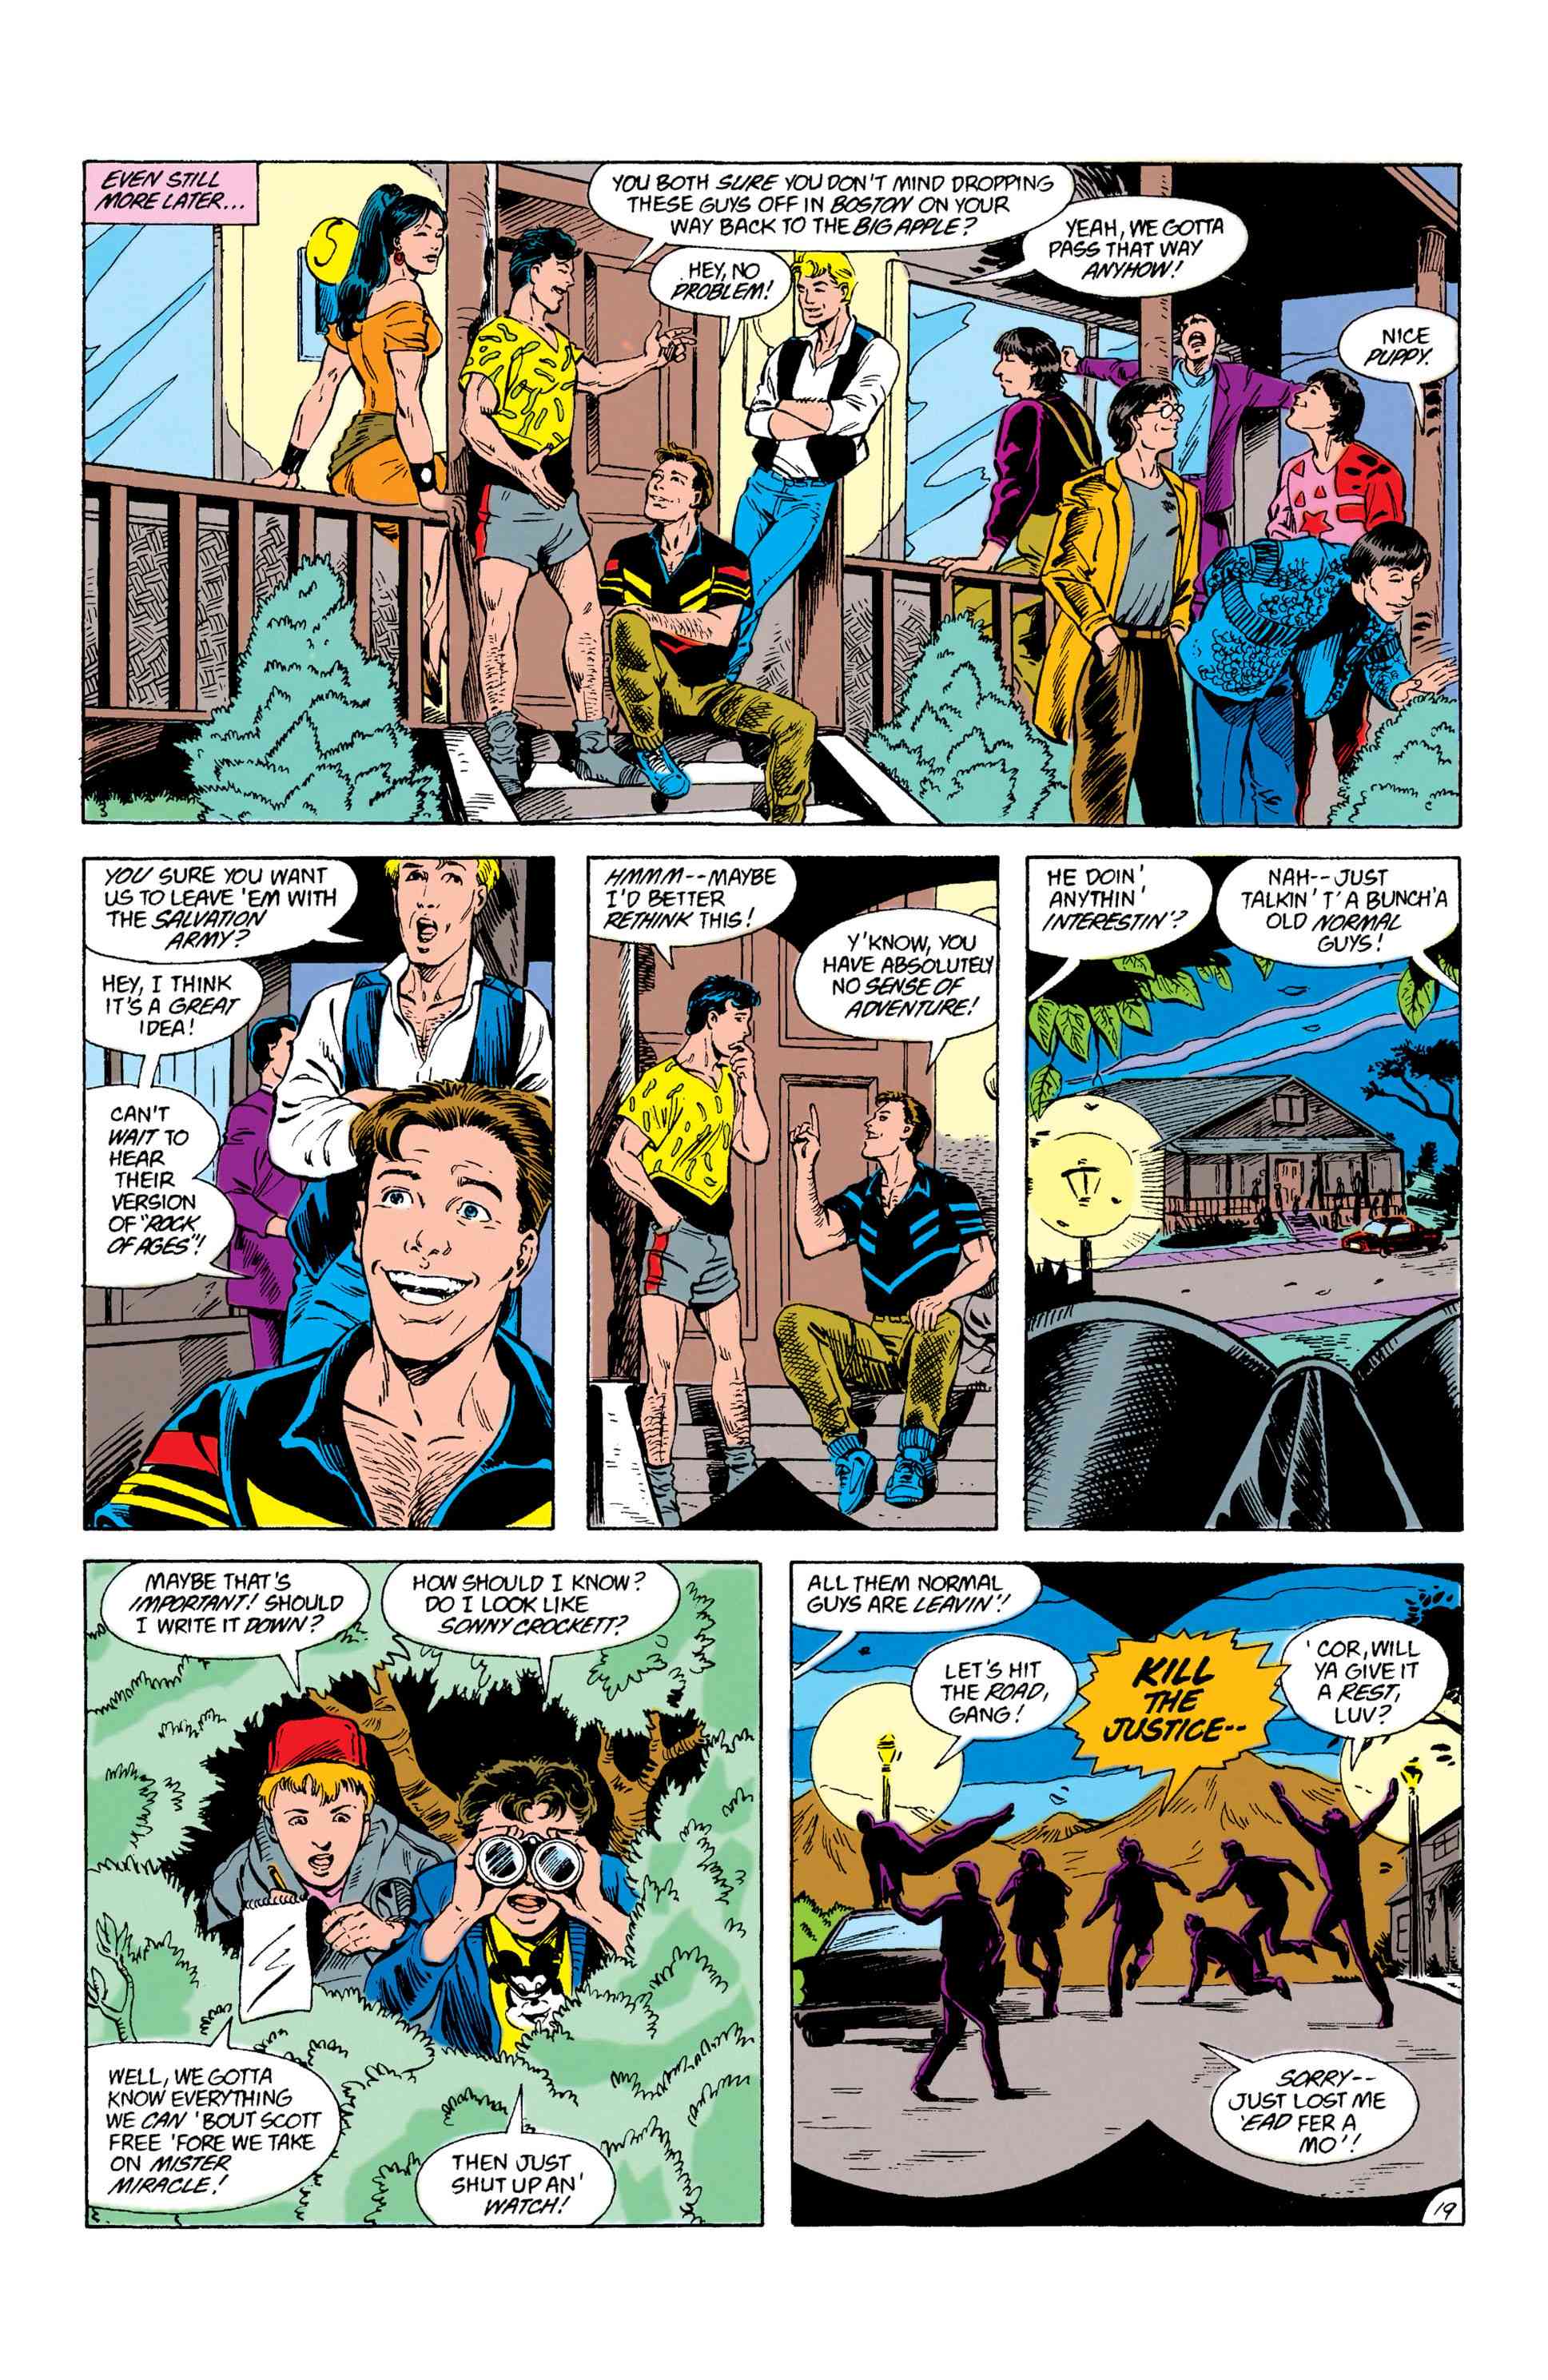 EVEN STILL
MORE LATER...
YOU BOTH SURE YOU DON'T MIND DROPPING
THESE GUYS OFF IN BOSTON ON YOUR
WAY BACK TO THE BIG APPLE?
HEY, NO
PROBLEM!
YEAH, WE GOTTA
PASS THAT WAY
ANYHOW!
NICE
PUPPY.
YOU SURE YOU WANT
US TO LEAVE 'EM WITH
THE SALVATION
ARMY?
HEY, I THINK
IT'S A GREAT
IDEA!
CAN'T
WAIT TO
HEAR
THEIR
VERSION
OF "ROCK
OF AGES"!
HMMM-- MAYBE
I'D BETTER
RETHINK THIS!
Y'KNOW, YOU
HAVE ABSOLUTELY
NO SENSE OF
ADVENTURE!
HE DOIN'
ANYTHIN'
INTERESTIN'?
NAH-- JUST
TALKIN' T' A BUNCH'A
OLD NORMAL
GUYS!
MAYBE THAT'S
IMPORTANT! SHOULD
I WRITE IT DOWN?
HOW SHOULD I KNOW?
DO I LOOK LIKE
SONNY CROCKETT?
WELL, WE GOTTA
KNOW EVERYTHING
WE CAN 'BOUT SCOTT
FREE 'FORE WE TAKE
ON MISTER
MIRACLE!
THEN JUST
SHUT UP AN'
WATCH!
ALL THEM NORMAL
GUYS ARE LEAVIN'!
LET'S HIT
THE ROAD,
GANG!
KILL
THE
JUSTICE--
'COR, WILL
YA GIVE IT
A REST,
LUV?
SORRY--
JUST LOST ME
'EAD FER A
MO'!
19